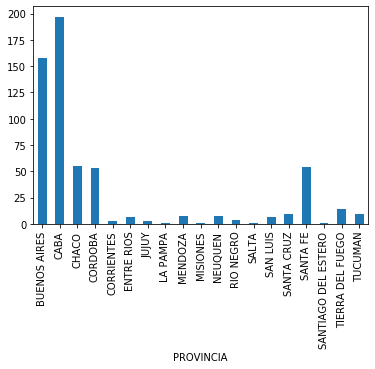 200
175
150
125
100
75
50
25
0
BUENOS AIRES
CABA
CHACO
CORDOBA
CORRIENTES
ENTRE RIOS
JUJUY
LA PAMPA
MENDOZA
MISIONES
NEUQUEN
RIO NEGRO
SALTA
SAN LUIS
SANTA CRUZ
SANTA FE
SANTIAGO DEL ESTERO
TIERRA DEL FUEGO
TUCUMAN
PROVINCIA